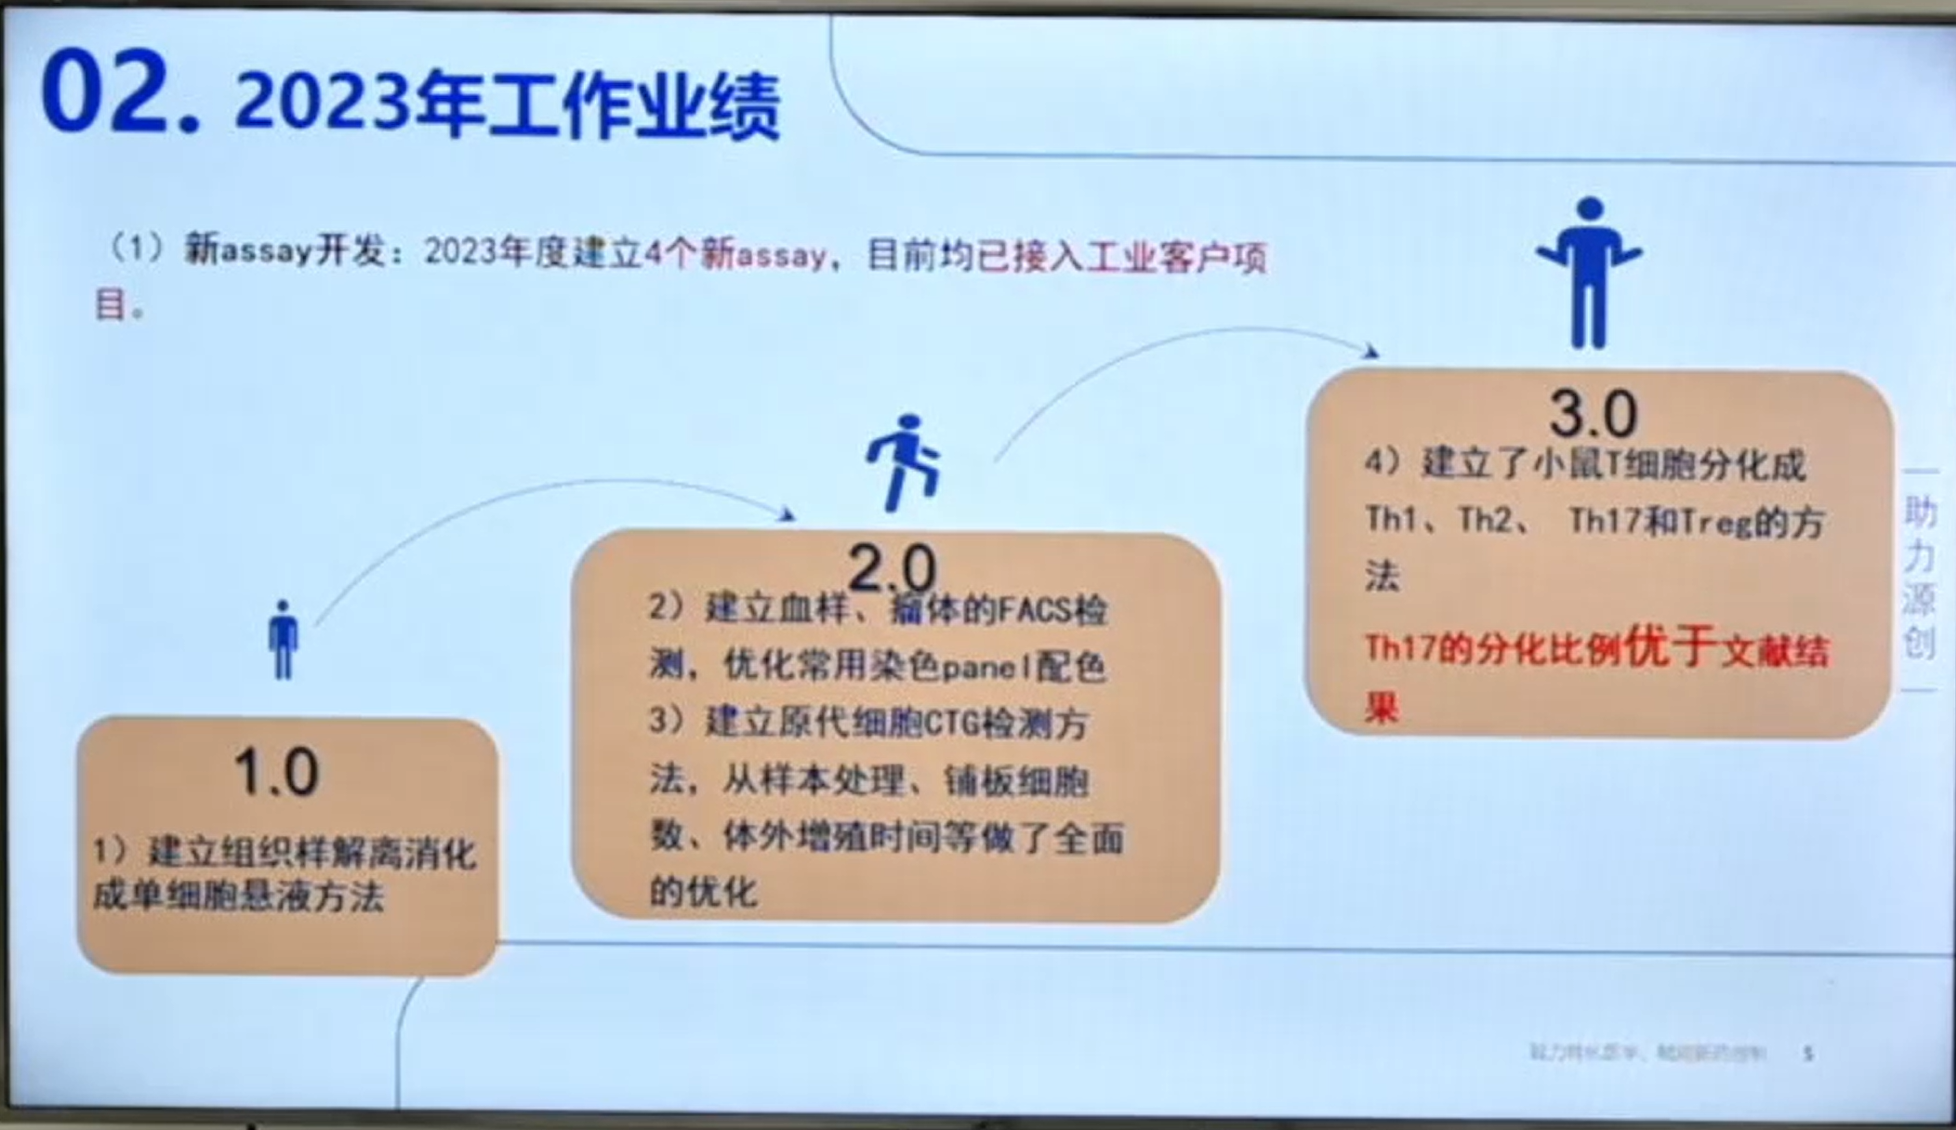 02. 2023年工作业绩
（1）新assay开发：2023年度建立4个新assay，目前均已接入工业客户项
目。
1.0
1）建立组织样解离消化
成单细胞悬液方法
2.0
2）建立血样、瘤体的FACS检
测，优化常用染色panel配色
3）建立原代细胞CTG检测方
法，从样本处理、铺板细胞
数、体外增殖时间等做了全面
的优化
3.0
4）建立了小鼠T细胞分化成
Th1、Th2、 Th17和Treg的方
法
Th17的分化比例优于文献结
果
助力源创
5